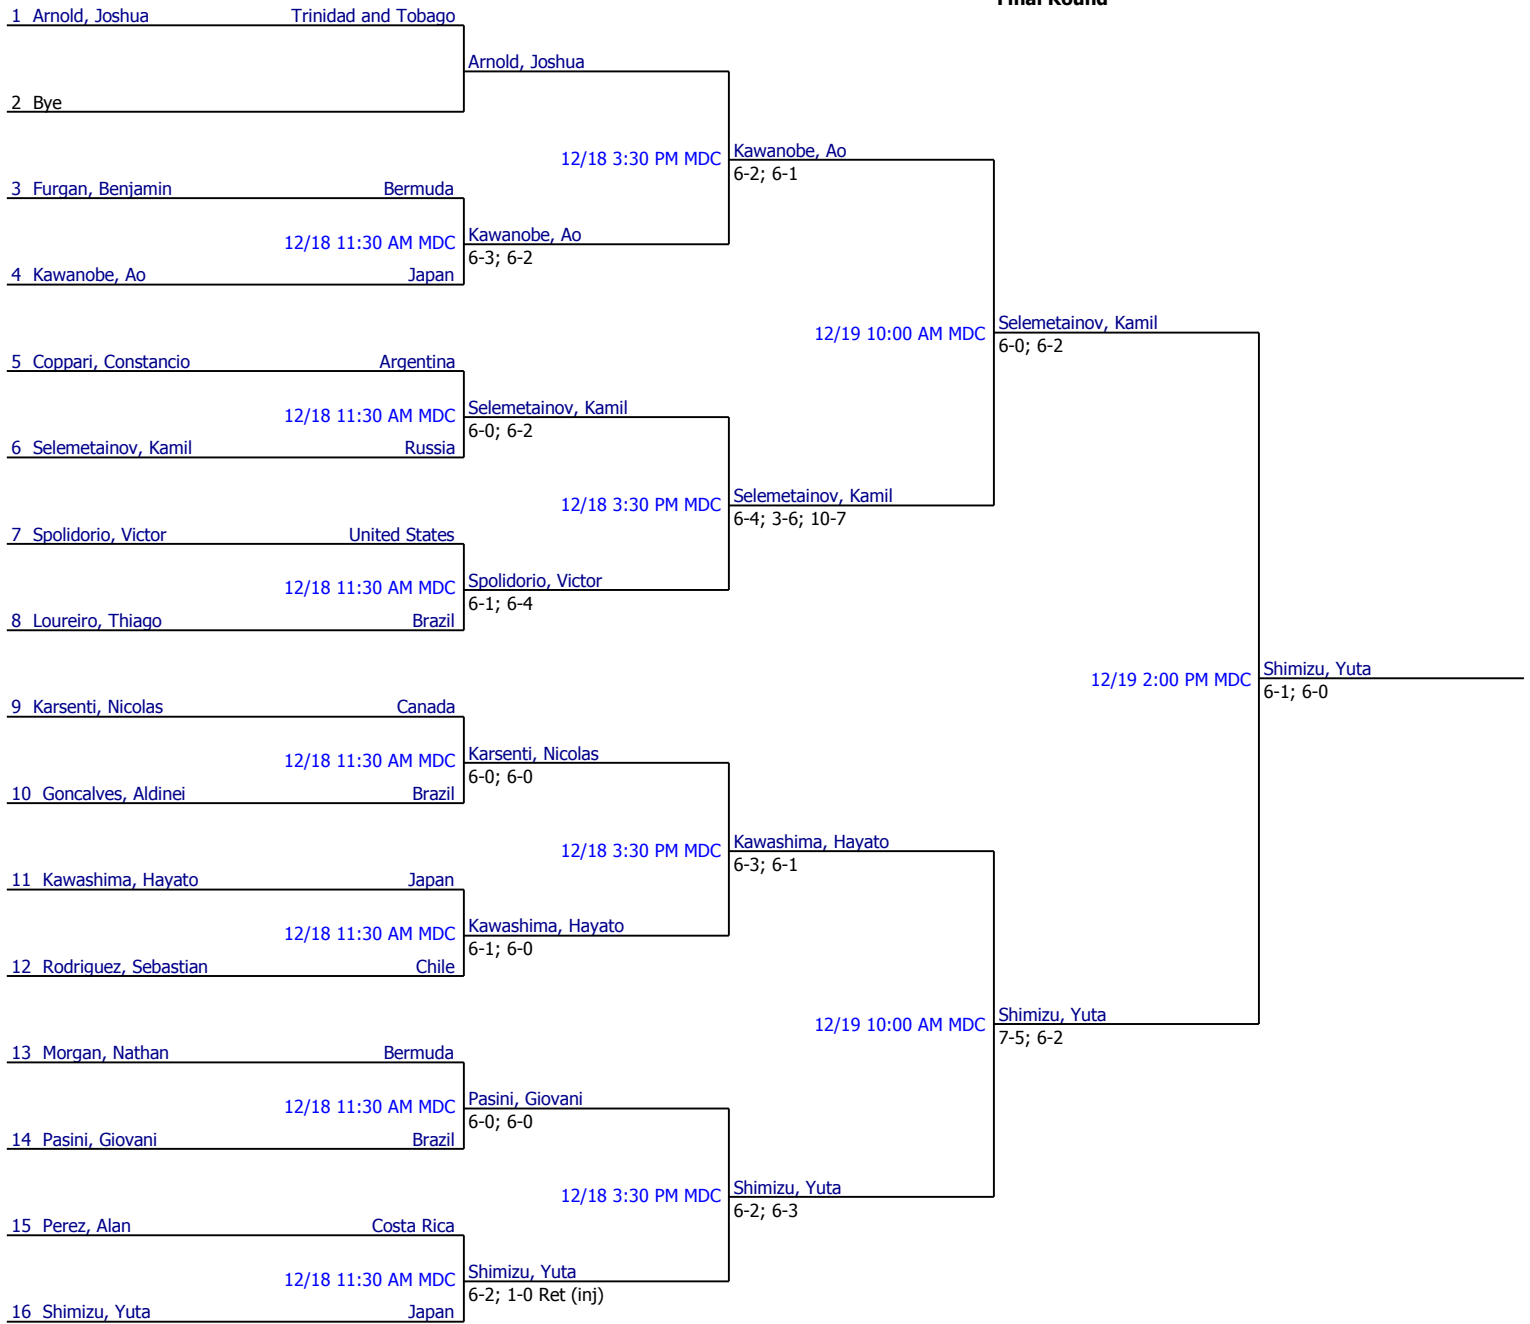 Final Round
1 Arnold, Joshua Trinidad and Tobago
Arnold, Joshua
2 Bye
12/18 3:30 PM MDC Kawanobe, Ao
6-2; 6-1
3 Furgan, Benjamin Bermuda
12/18 11:30 AM MDC Kawanobe, Ao
6-3; 6-2
4 Kawanobe, Ao Japan
12/19 10:00 AM MDC Selemetainov, Kamil
6-0; 6-2
5 Coppari, Constancio Argentina
12/18 11:30 AM MDC Selemetainov, Kamil
6-0; 6-2
6 Selemetainov, Kamil Russia
12/18 3:30 PM MDC Selemetainov, Kamil
6-4; 3-6; 10-7
7 Spolidorio, Victor United States
12/18 11:30 AM MDC Spolidorio, Victor
6-1; 6-4
8 Loureiro, Thiago Brazil
12/19 2:00 PM MDC Shimizu, Yuta
6-1; 6-0
9 Karsenti, Nicolas Canada
12/18 11:30 AM MDC Karsenti, Nicolas
6-0; 6-0
10 Goncalves, Aldinei Brazil
12/18 3:30 PM MDC Kawashima, Hayato
6-3; 6-1
11 Kawashima, Hayato Japan
12/18 11:30 AM MDC Kawashima, Hayato
6-1; 6-0
12 Rodriguez, Sebastian Chile
12/19 10:00 AM MDC Shimizu, Yuta
7-5; 6-2
13 Morgan, Nathan Bermuda
12/18 11:30 AM MDC Pasini, Giovani
6-0; 6-0
14 Pasini, Giovani Brazil
12/18 3:30 PM MDC Shimizu, Yuta
6-2; 6-3
15 Perez, Alan Costa Rica
12/18 11:30 AM MDC Shimizu, Yuta
6-2; 1-0 Ret (inj)
16 Shimizu, Yuta Japan